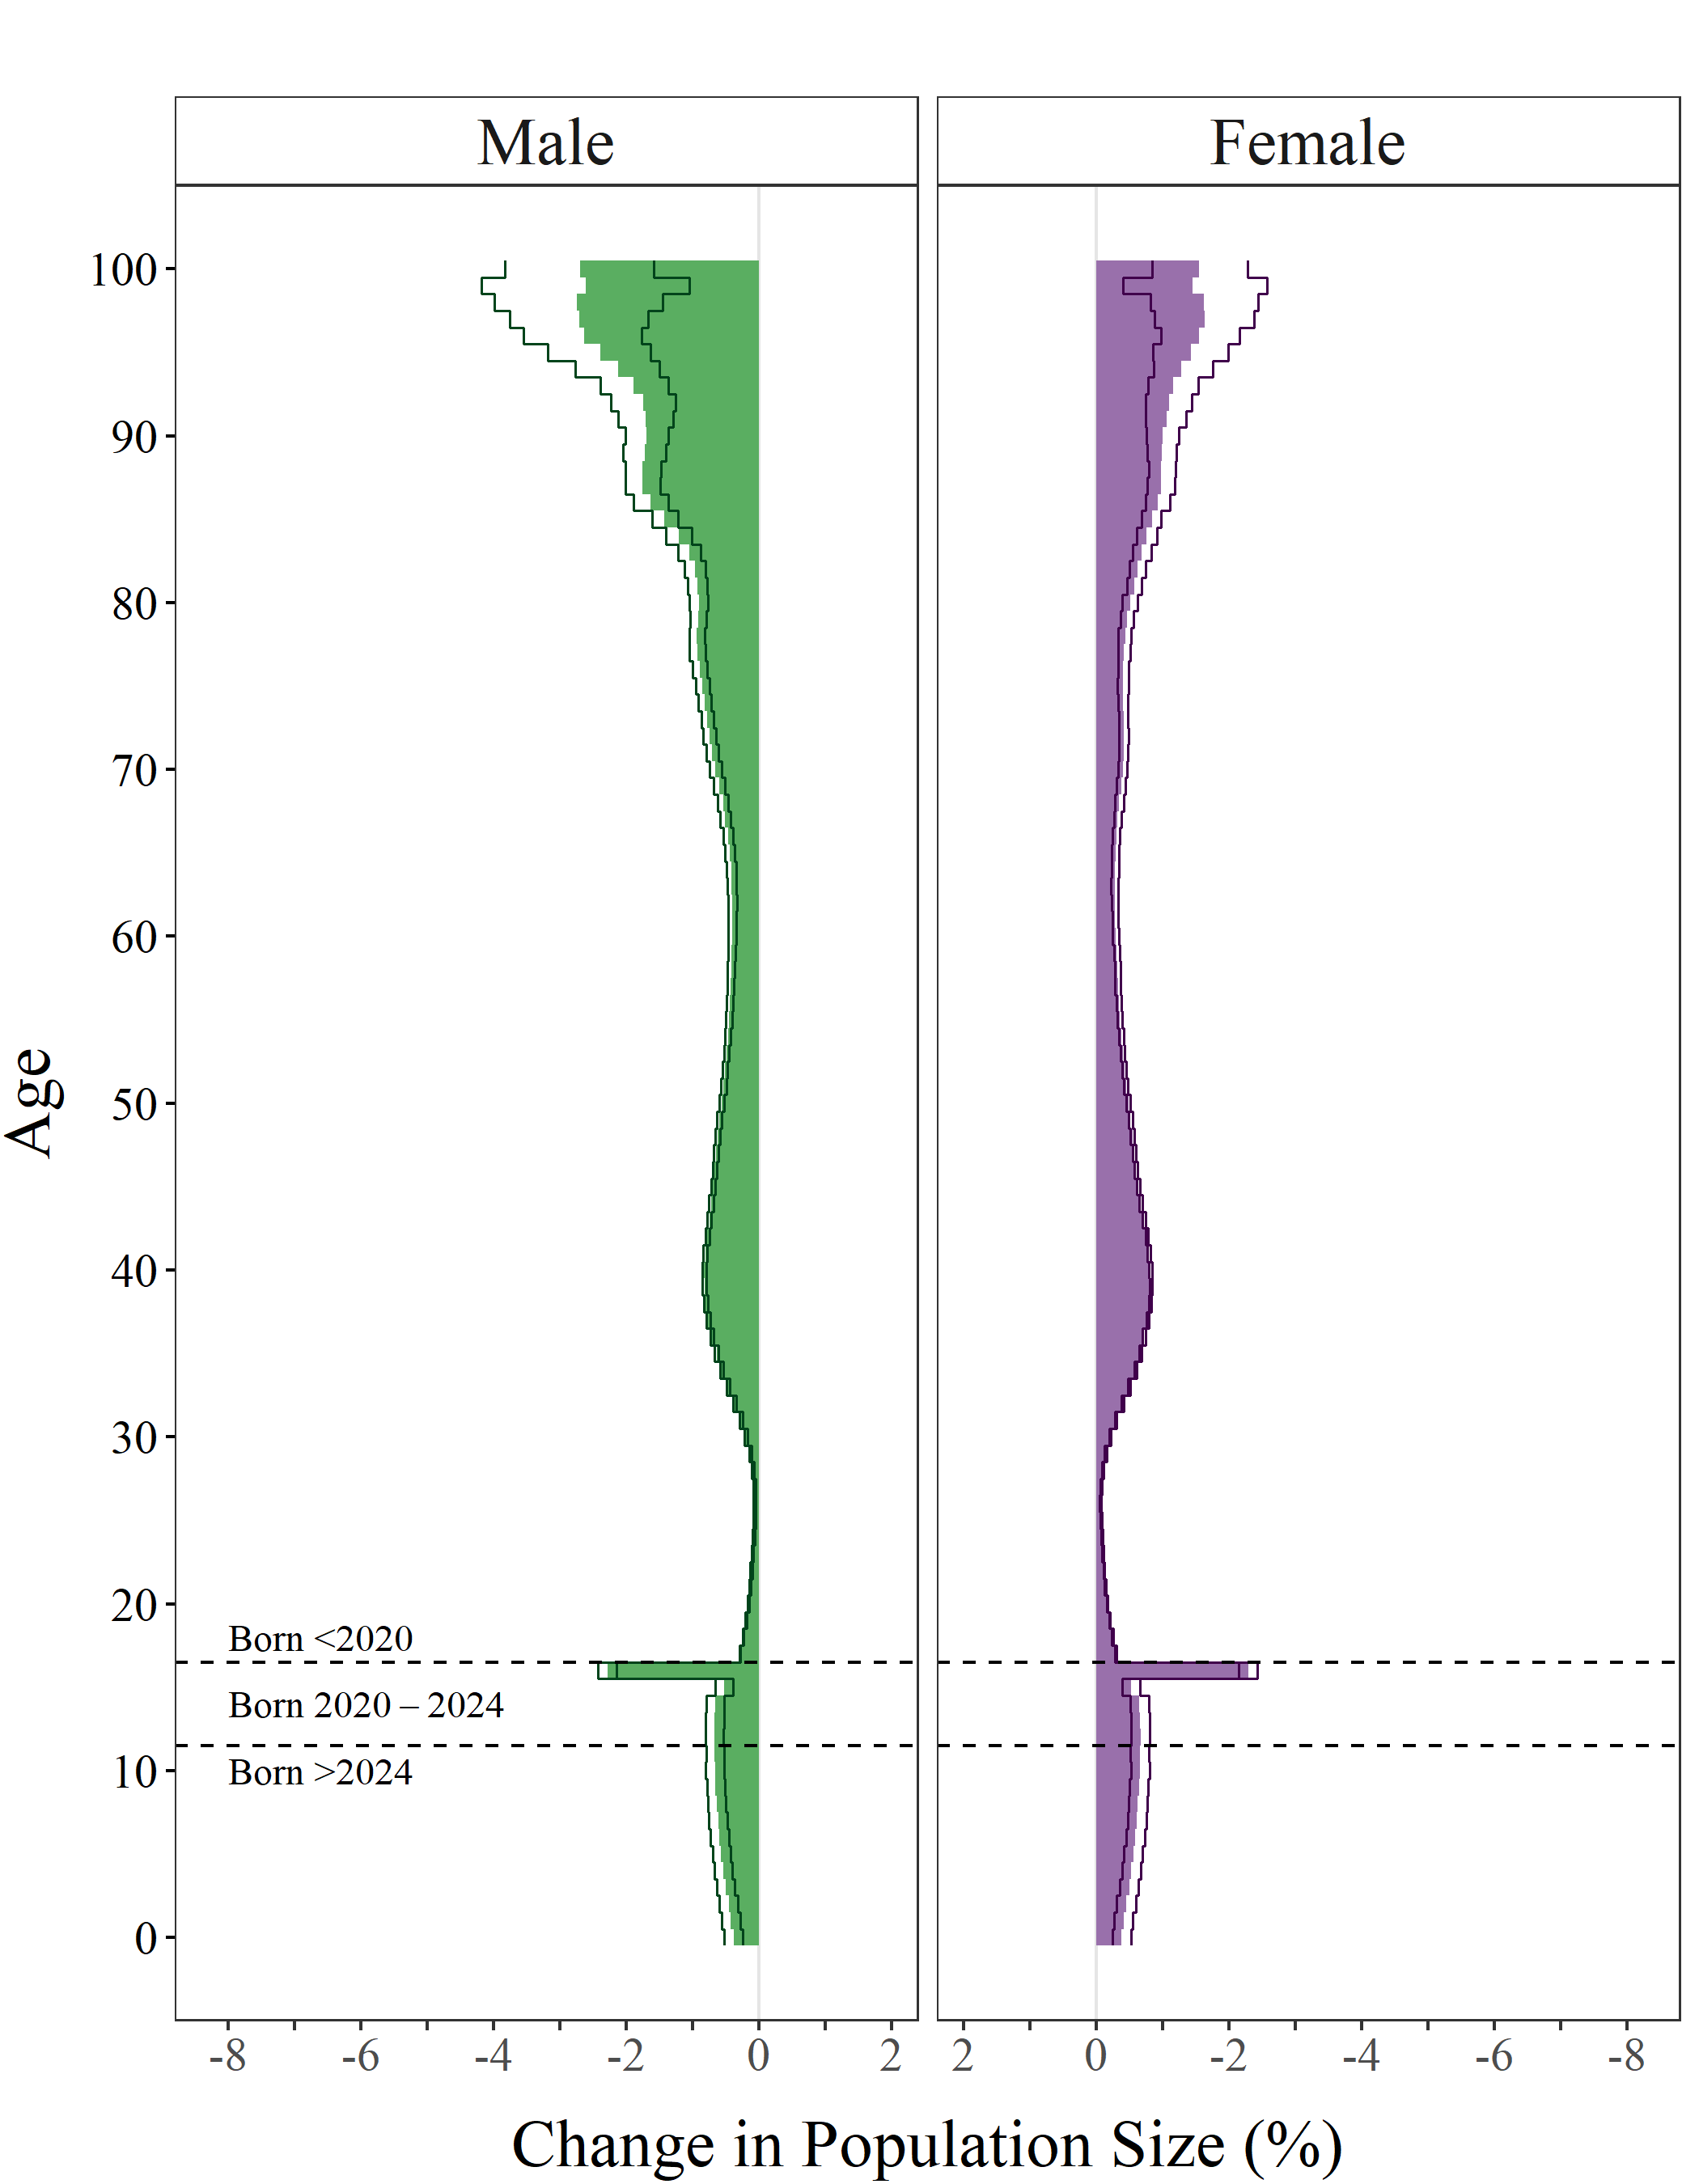 Male
Female
100
90
80
70
60
50
40
30
20
10
0
Age
Born <2020
Born 2020 – 2024
Born >2024
-8 -6 -4 -2 0 2
2 0 -2 -4 -6 -8
Change in Population Size (%)